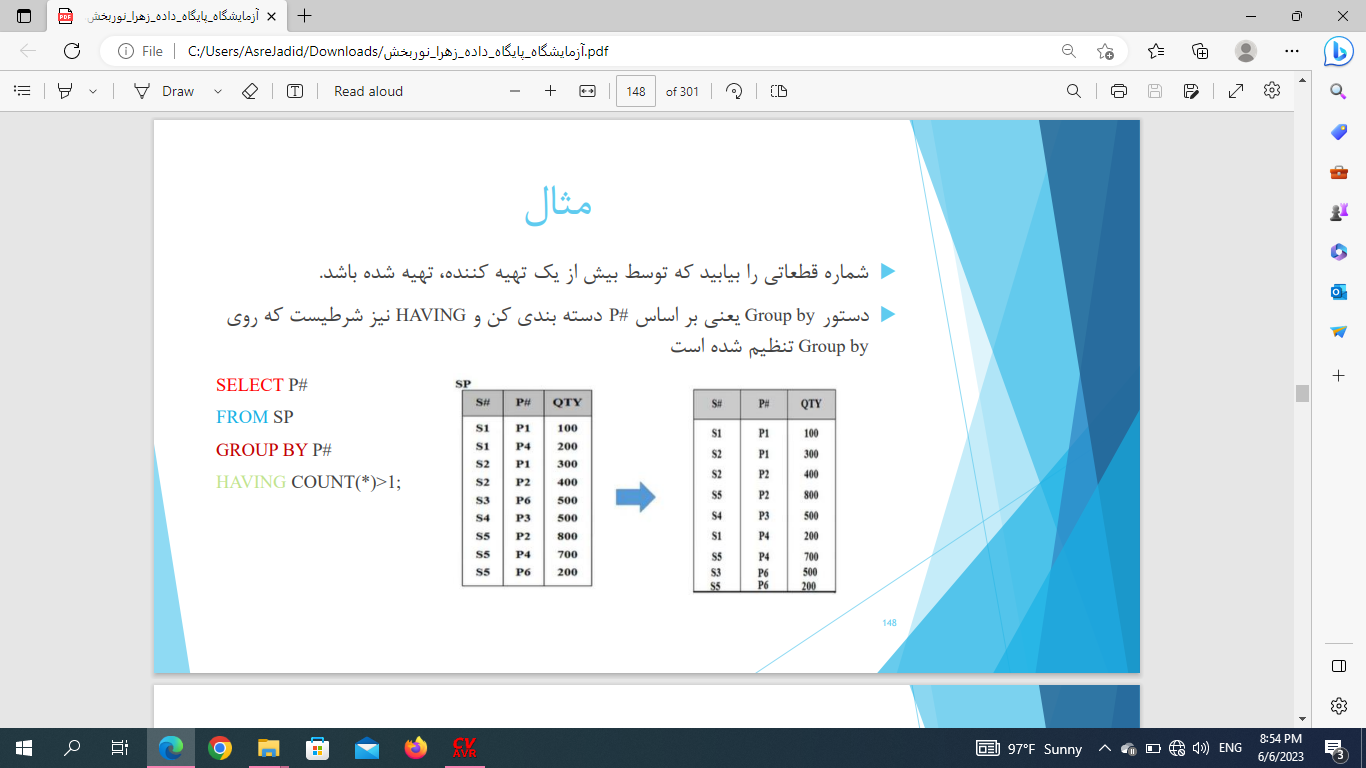 آزمایشگاه_پایگاه_داده_زهرا_نوربخش
File
C:/Users/AsreJadid/Downloads/آزمایشگاه_پایگاه_داده_زهرا_نوربخش.pdf
Draw
Read aloud
148 of 301
مثال
شماره قطعاتی را بیابید که توسط بیش از یک تهیه کننده، تهیه شده باشد.
دستور Group by یعنی بر اساس P# دسته بندی کن و HAVING نیز شرطیست که روی
Group by تنظیم شده است
SELECT P#
FROM SP
GROUP BY P#
HAVING COUNT(*)>1;
SP
S# P# QTY
S1 P1 100
S1 P4 200
S2 P1 300
S2 P2 400
S3 P6 500
S4 P3 500
S5 P2 800
S5 P4 700
S5 P6 200
S# P# QTY
S1 P1 100
S2 P1 300
S2 P2 400
S5 P2 800
S4 P3 500
S1 P4 200
S5 P4 700
S3 P6 500
S5 P6 200
148
CV
AVR
97°F Sunny
ENG
8:54 PM
6/6/2023
3